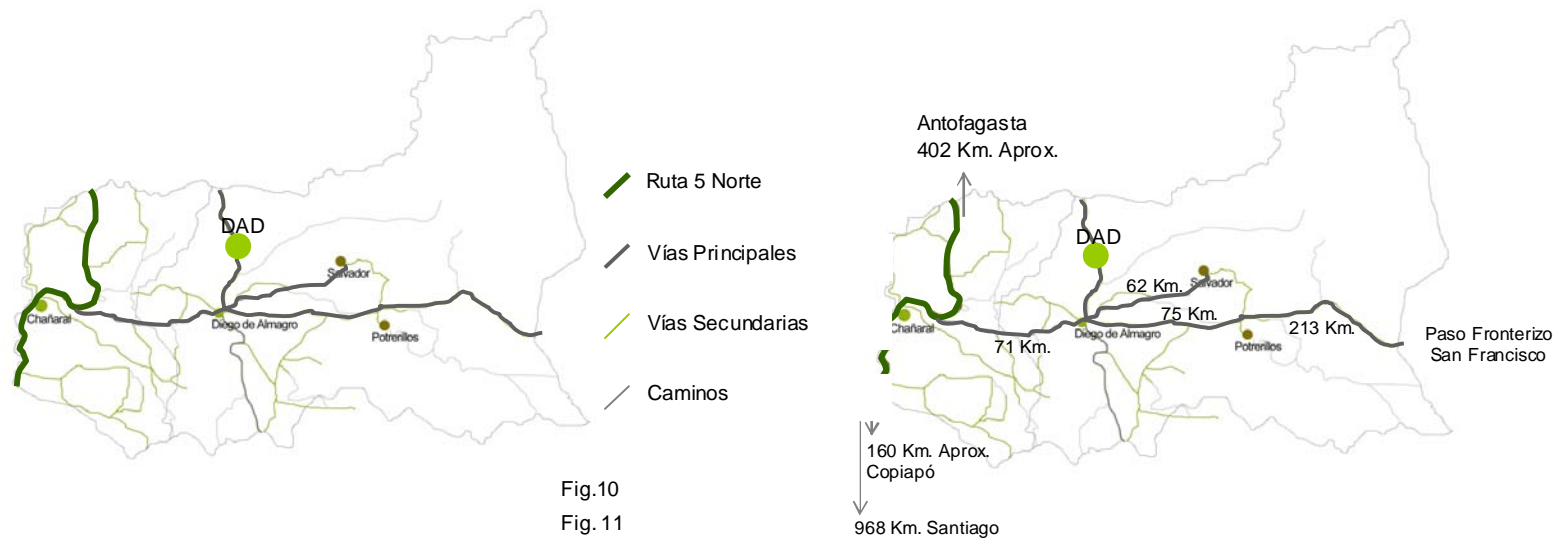 DAD
Salvador
Chañaral
Diego de Almagro
Potrerillos
Ruta 5 Norte
Vías Principales
Vías Secundarias
Caminos
Fig.10
Fig. 11
Antofagasta
402 Km. Aprox.
DAD
62 Km.
Salvador
75 Km.
Chañaral
Diego de Almagro
71 Km.
Potrerillos
213 Km.
Paso Fronterizo
San Francisco
160 Km. Aprox.
Copiapó
968 Km. Santiago